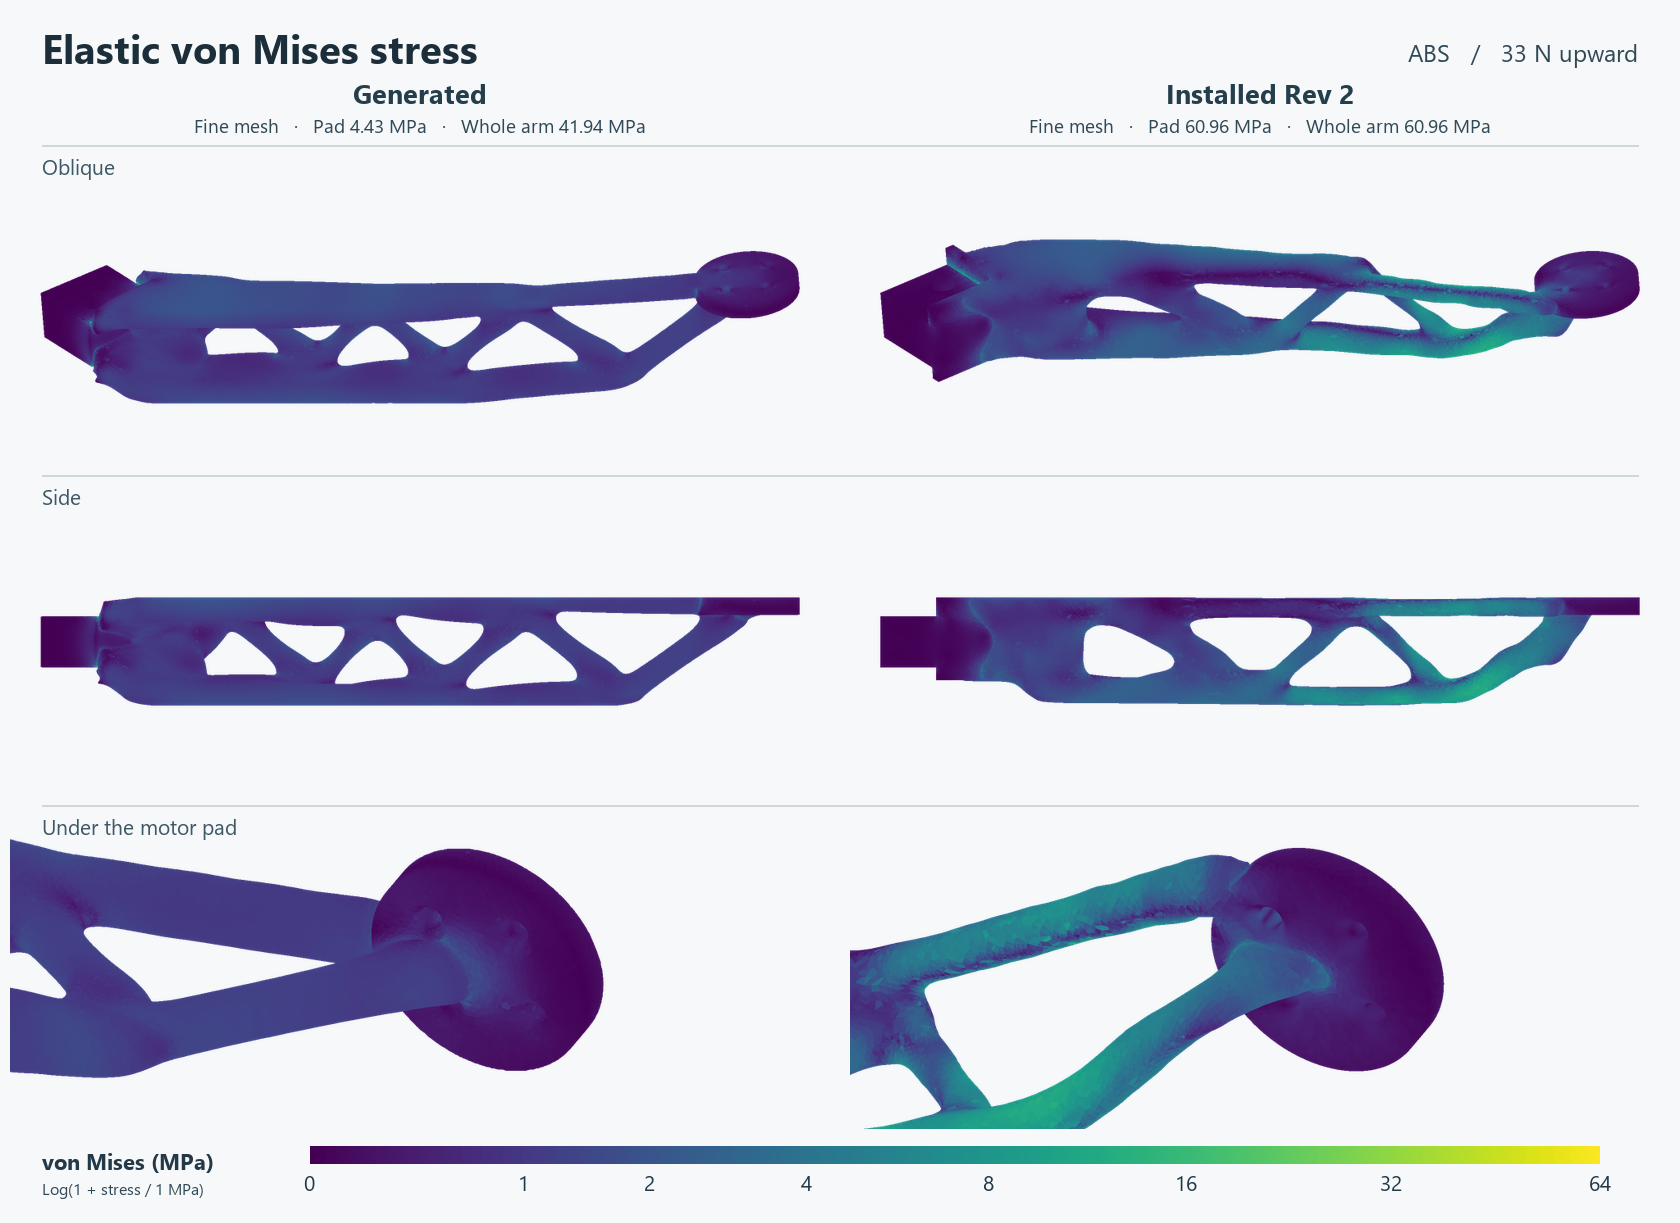 Elastic von Mises stress
ABS / 33 N upward
Generated
Installed Rev 2
Fine mesh · Pad 4.43 MPa · Whole arm 41.94 MPa
Fine mesh · Pad 60.96 MPa · Whole arm 60.96 MPa
Oblique
Side
Under the motor pad
von Mises (MPa)
Log(1 + stress / 1 MPa)
0 1 2 4 8 16 32 64